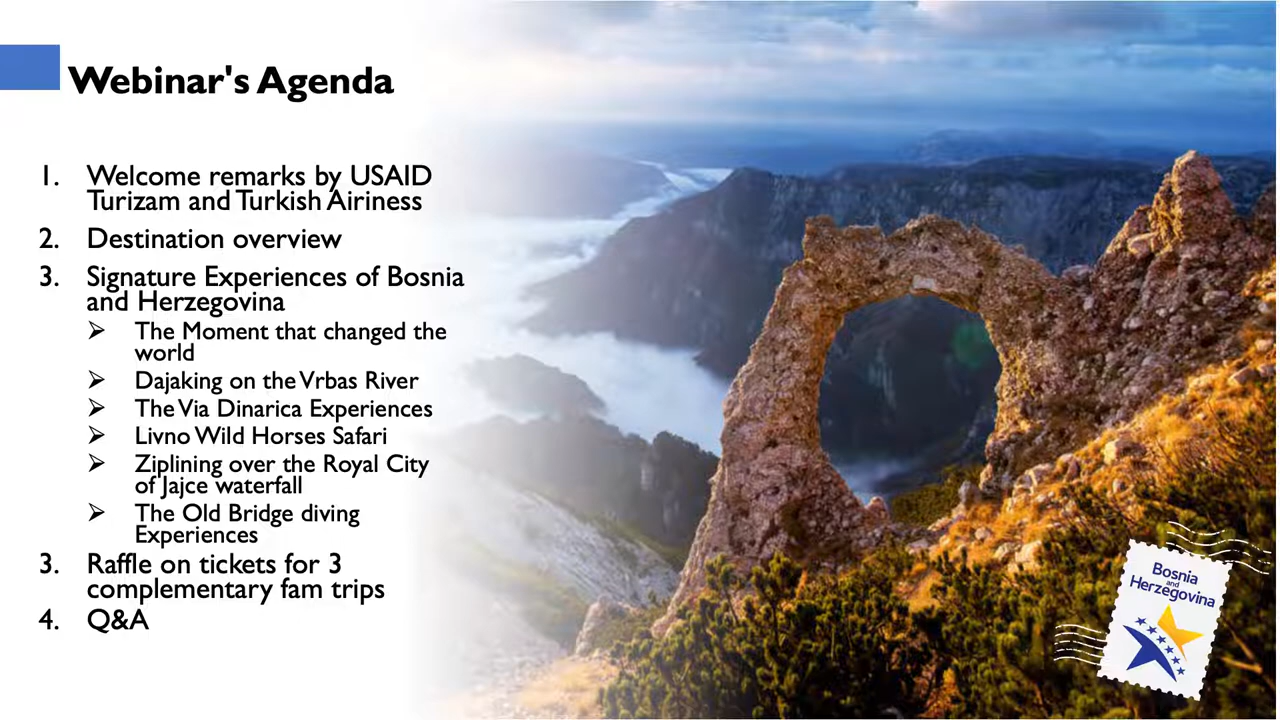 Webinar's Agenda
1. Welcome remarks by USAID
Turizam and Turkish Airiness
2. Destination overview
3. Signature Experiences of Bosnia
and Herzegovina
➢ The Moment that changed the
world
➢ Dajaking on the Vrbas River
➢ The Via Dinarica Experiences
➢ Livno Wild Horses Safari
➢ Ziplining over the Royal City
of Jajce waterfall
➢ The Old Bridge diving
Experiences
3. Raffle on tickets for 3
complementary fam trips
4. Q&A
Bosnia
and
Herzegovina